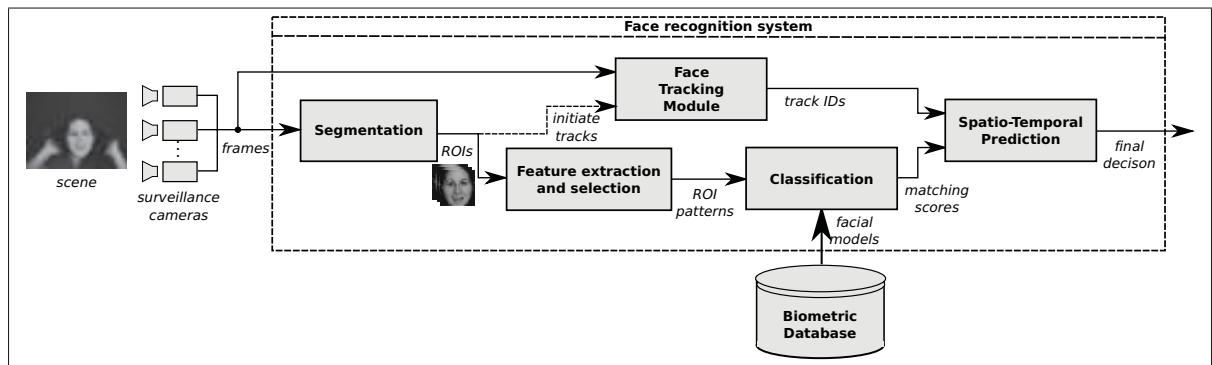 Face recognition system
Face
Tracking
Module
track IDs
initiate
tracks
Segmentation
frames
scene
surveillance
cameras
ROIs
Feature extraction
and selection
ROI
patterns
Classification
matching
scores
Spatio-Temporal
Prediction
final
decison
facial
models
Biometric
Database